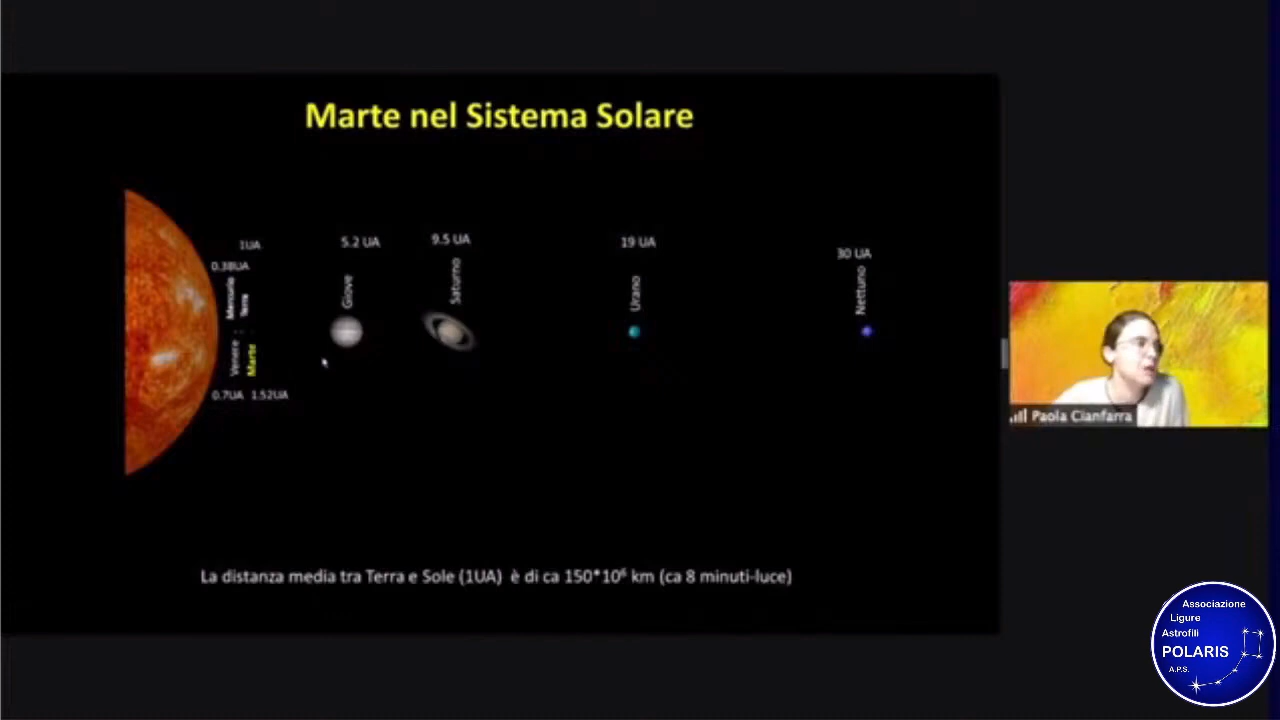 Marte nel Sistema Solare
1UA
0.38UA
Mercurio
Terra
Venere
Marte
0.7UA 1.52UA
5.2 UA
Giove
9.5 UA
Saturno
19 UA
Urano
30 UA
Nettuno
La distanza media tra Terra e Sole (1UA) è di ca 150*10⁶ km (ca 8 minuti-luce)
Paola Cianfarra
Associazione
Ligure
Astrofili
POLARIS
A.P.S.